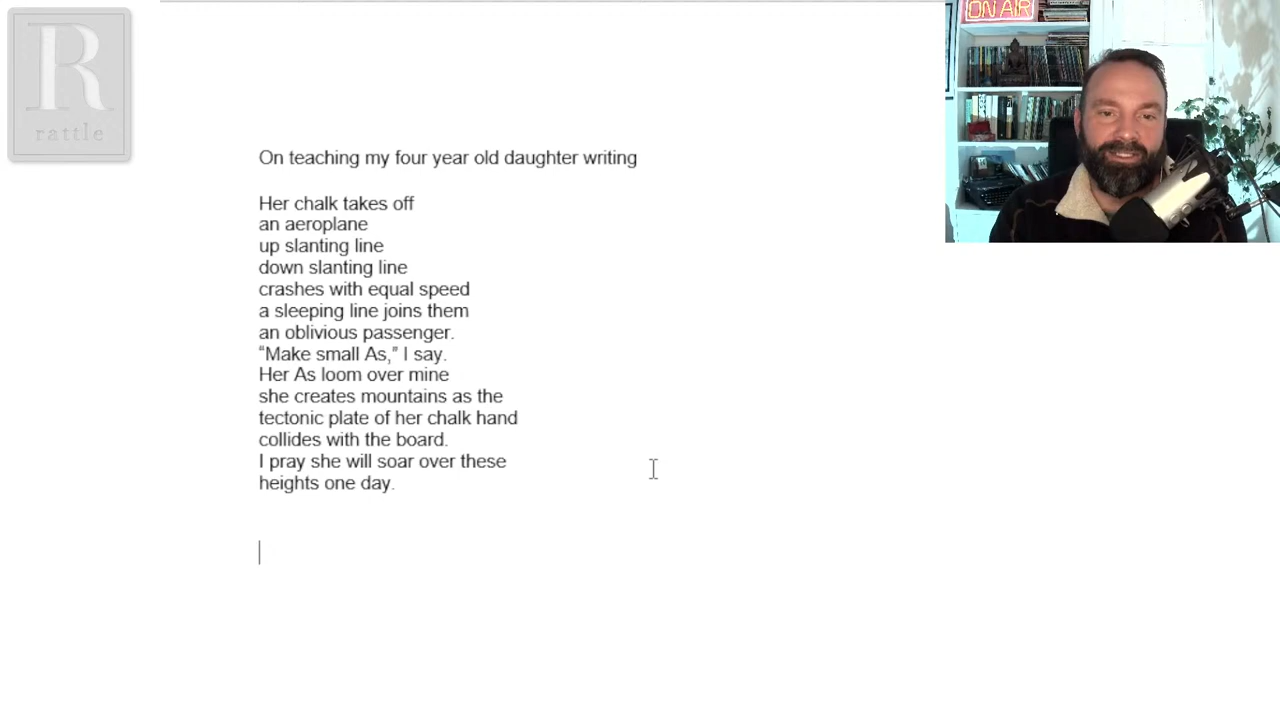 R
rattle
ON AIR
On teaching my four year old daughter writing
Her chalk takes off
an aeroplane
up slanting line
down slanting line
crashes with equal speed
a sleeping line joins them
an oblivious passenger.
“Make small As,” I say.
Her As loom over mine
she creates mountains as the
tectonic plate of her chalk hand
collides with the board.
I pray she will soar over these
heights one day.